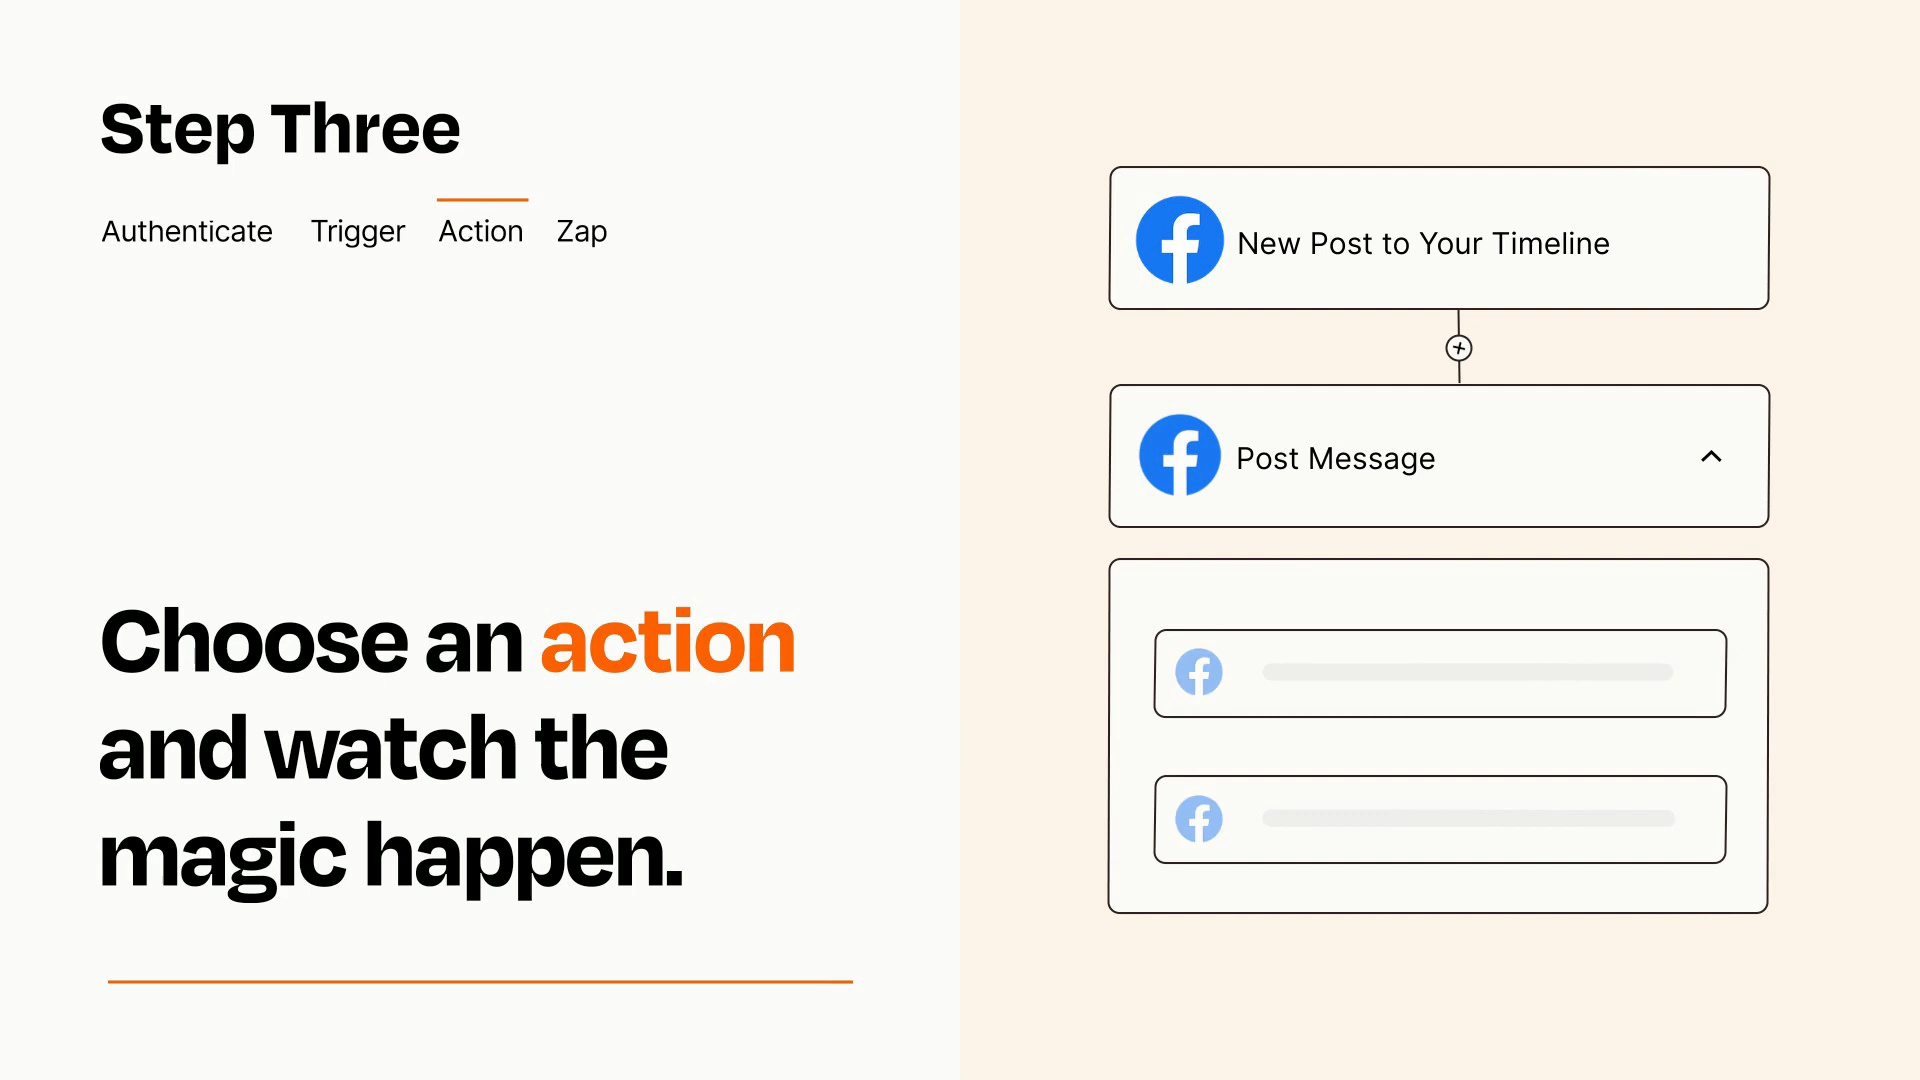 Step Three
Authenticate Trigger Action Zap
Choose an action
and watch the
magic happen.
New Post to Your Timeline
Post Message